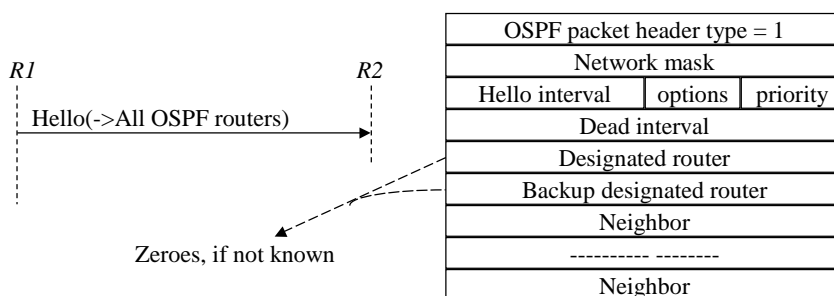 R1
R2
Hello(->All OSPF routers)
Zeroes, if not known
OSPF packet header type = 1
Network mask
Hello interval options priority
Dead interval
Designated router
Backup designated router
Neighbor
---------- --------
Neighbor